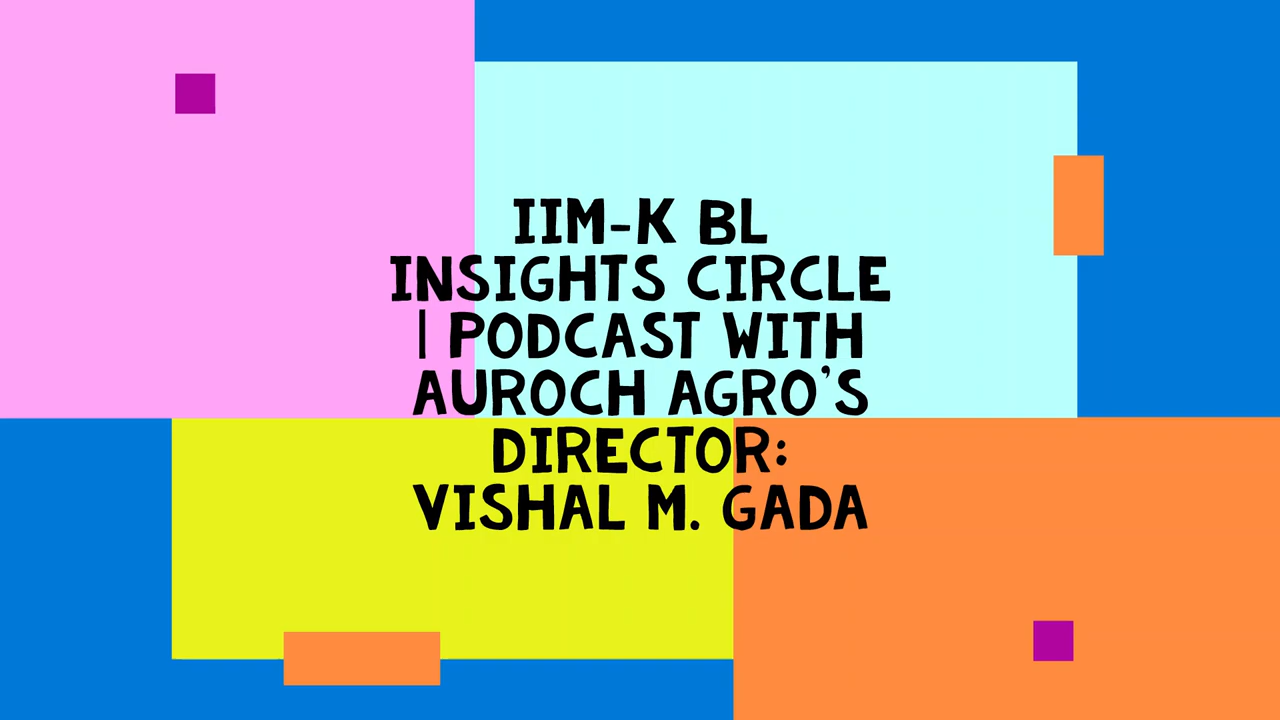 IIM-K BL
INSIGHTS CIRCLE
| PODCAST WITH
AUROCH AGRO'S
DIRECTOR:
VISHAL M. GADA